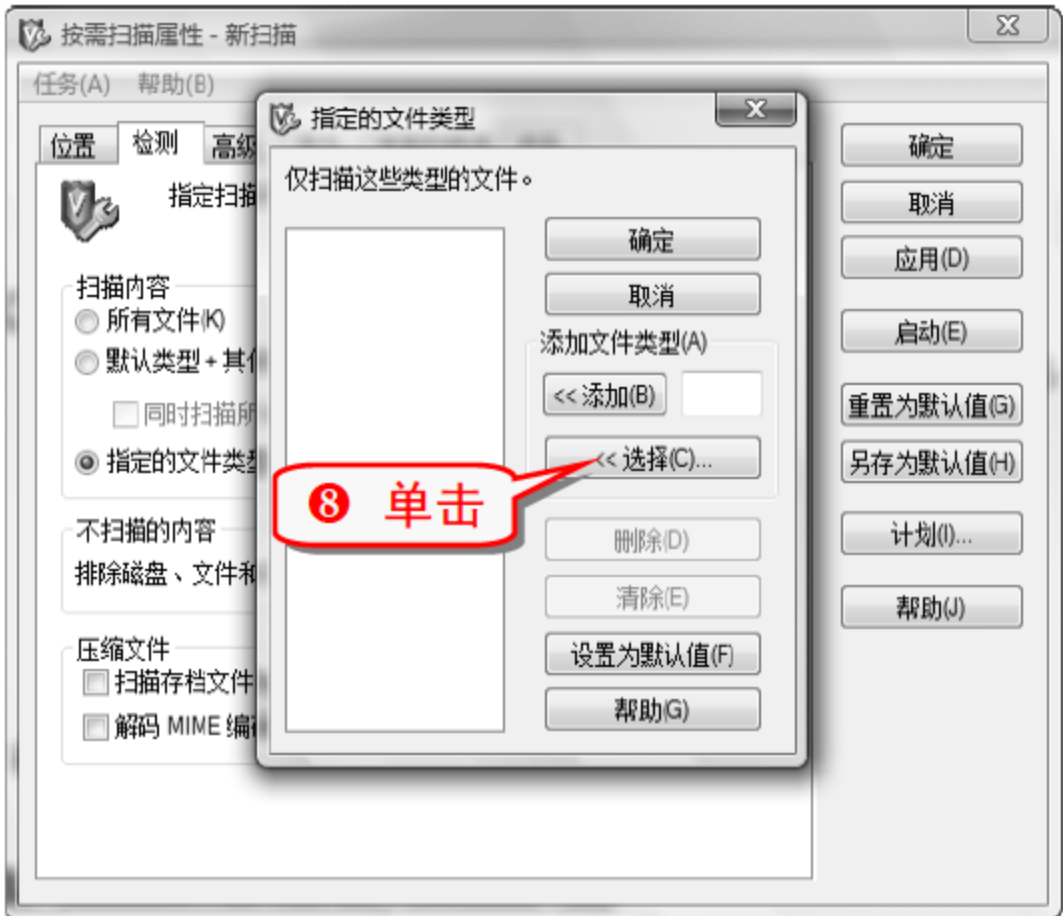 按需扫描属性 - 新扫描
任务(A) 帮助(B)
位置 检测 高级
指定扫描
扫描内容
所有文件(K)
默认类型 + 其
同时扫描所
指定的文件类型
不扫描的内容
排除磁盘、文件和
压缩文件
扫描存档文件
解码 MIME 编
指定的文件类型
仅扫描这些类型的文件。
确定
取消
添加文件类型(A)
<< 添加(B)
<< 选择(C)...
❽ 单击
删除(D)
清除(E)
设置为默认值(F)
帮助(G)
确定
取消
应用(D)
启动(E)
重置为默认值(G)
另存为默认值(H)
计划(I)...
帮助(J)